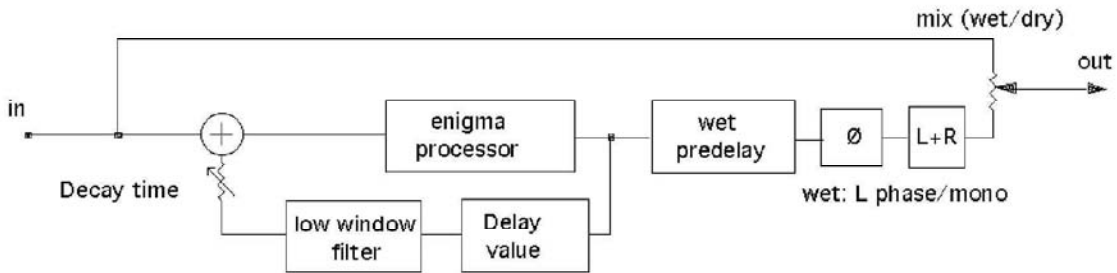 mix (wet/dry)
out
in
enigma
processor
wet
predelay
Ø
L+R
Decay time
wet: L phase/mono
low window
filter
Delay
value